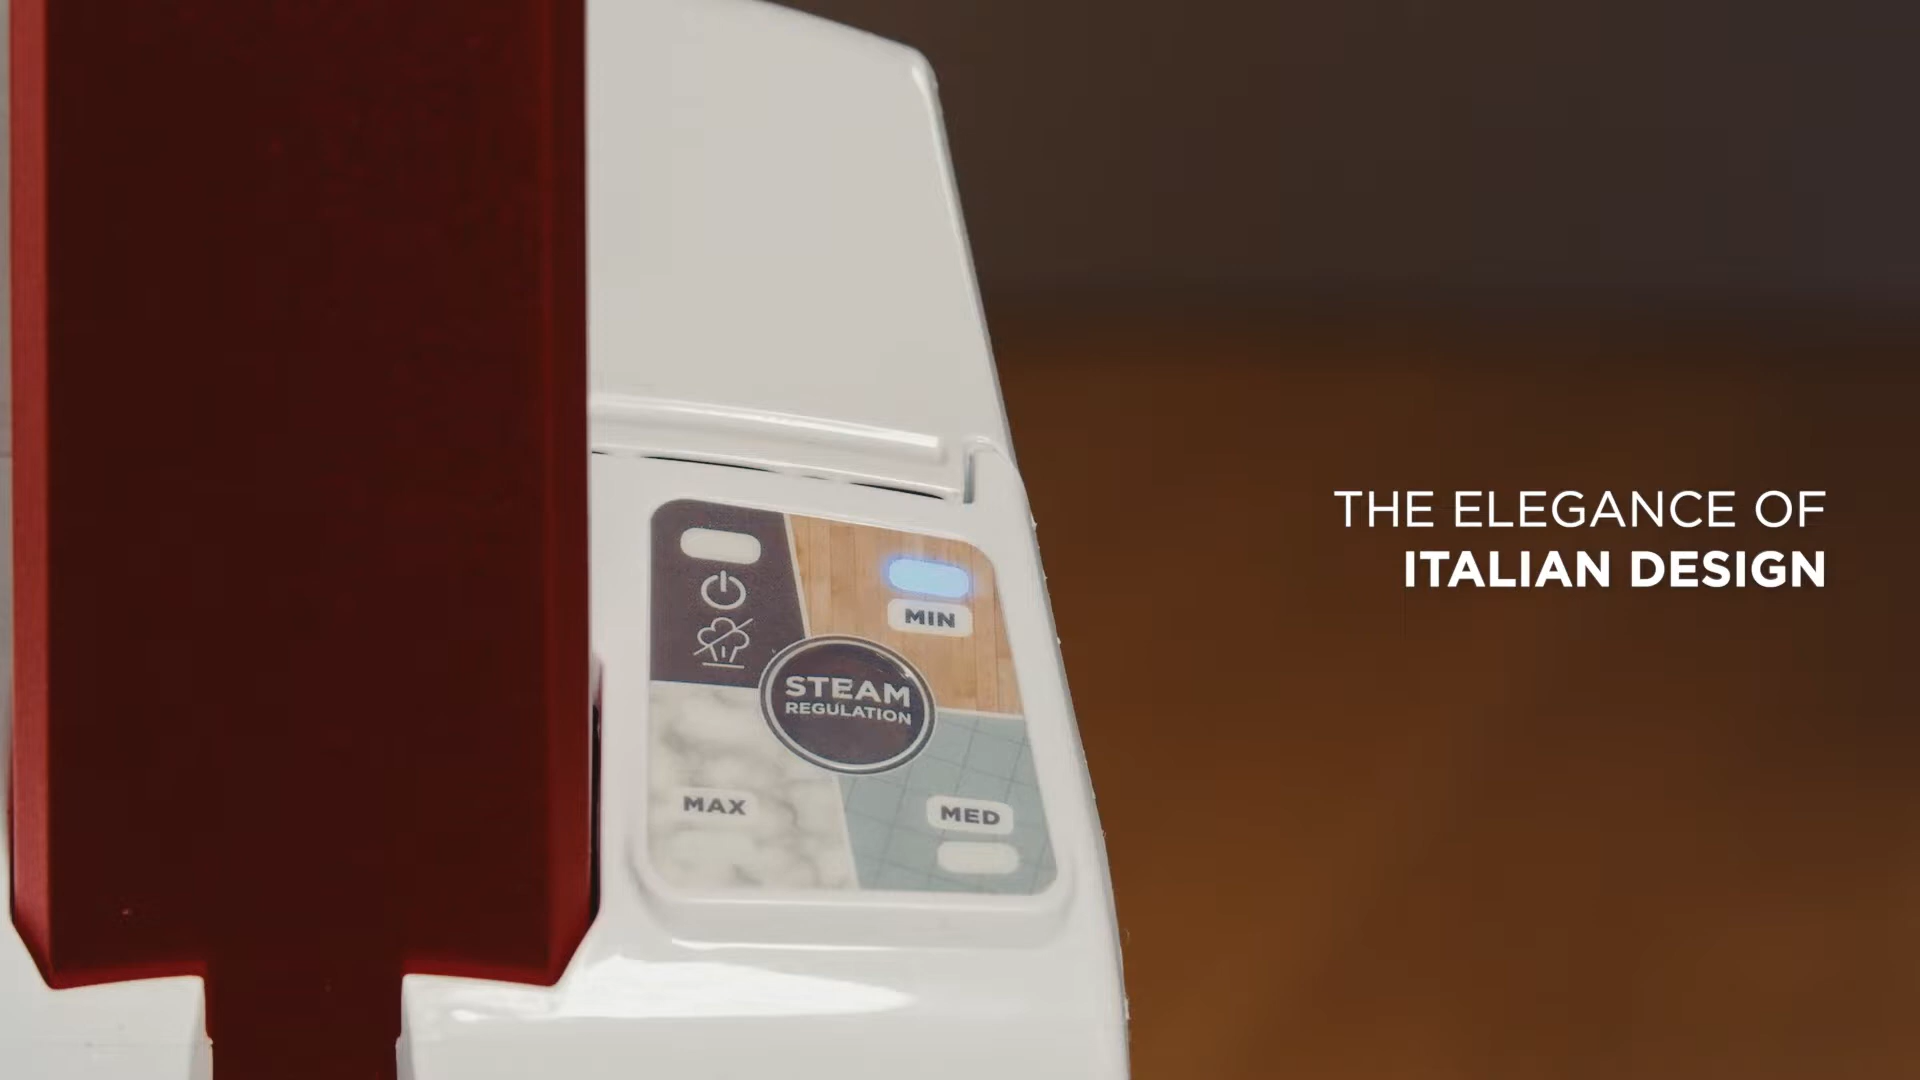 THE ELEGANCE OF
ITALIAN DESIGN
MIN
STEAM
REGULATION
MAX
MED